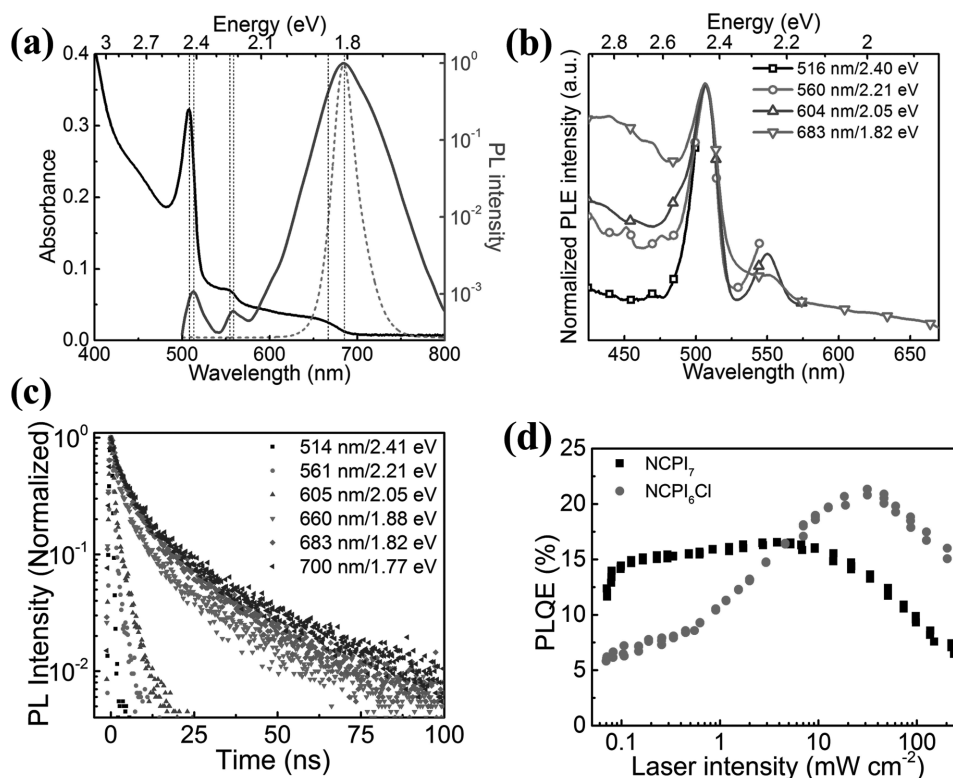 (a)
Energy (eV)
3 2.7 2.4 2.1 1.8
0.4
0.3
0.2
0.1
0.0
Absorbance
10⁰
10⁻¹
10⁻²
10⁻³
PL intensity
400 500 600 700 800
Wavelength (nm)
(b)
Energy (eV)
2.8 2.6 2.4 2.2 2
516 nm/2.40 eV
560 nm/2.21 eV
604 nm/2.05 eV
683 nm/1.82 eV
Normalized PLE intensity (a.u.)
450 500 550 600 650
Wavelength (nm)
(c)
PL Intensity (Normalized)
10⁰
10⁻¹
10⁻²
514 nm/2.41 eV
561 nm/2.21 eV
605 nm/2.05 eV
660 nm/1.88 eV
683 nm/1.82 eV
700 nm/1.77 eV
0 25 50 75 100
Time (ns)
(d)
PLQE (%)
25
20
15
10
5
0
NCPI₇
NCPI₆Cl
0.1 1 10 100
Laser intensity (mW cm⁻²)